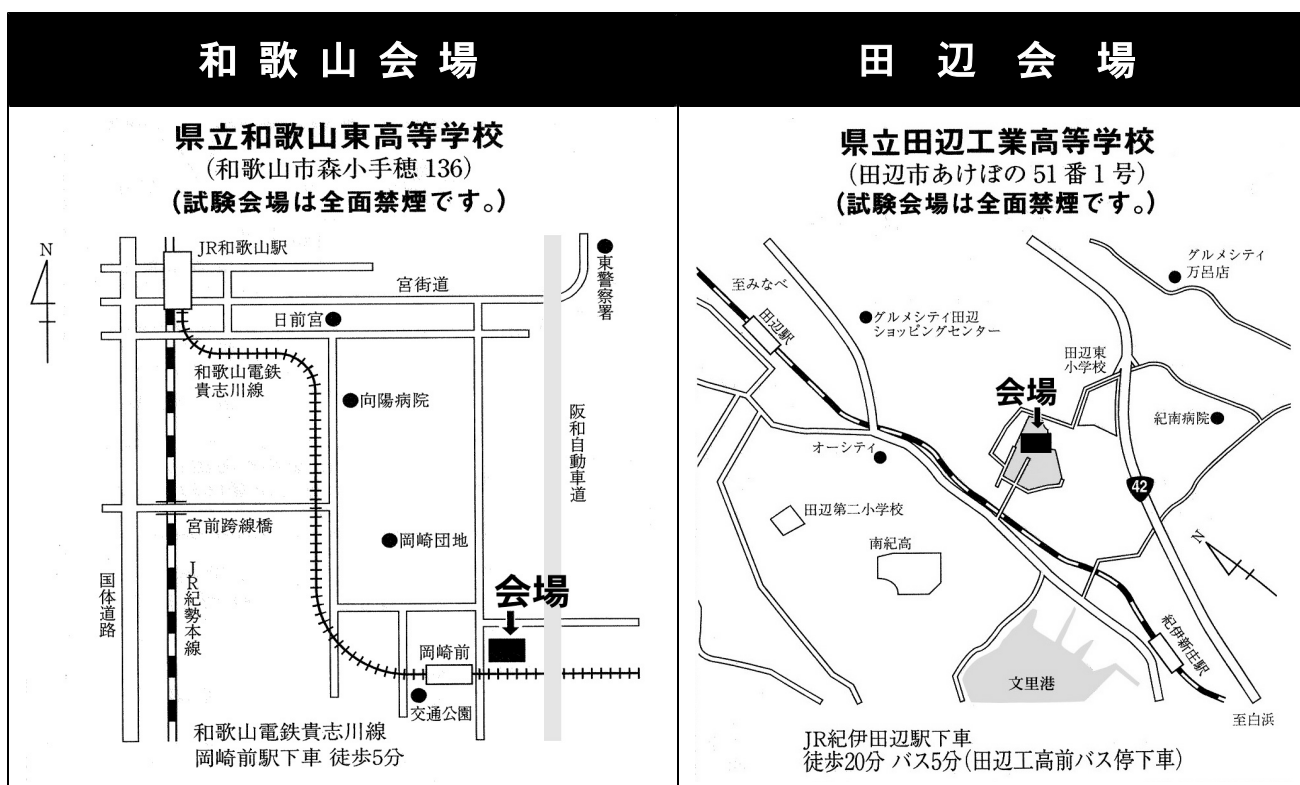 和歌山会場
県立和歌山東高等学校
(和歌山市森小手穂 136)
(試験会場は全面禁煙です。)
N
JR和歌山駅
宮街道
東警察署
日前宮
和歌山電鉄
貴志川線
向陽病院
阪和自動車道
宮前跨線橋
岡崎団地
国体道路
JR紀勢本線
会場
岡崎前
交通公園
和歌山電鉄貴志川線
岡崎前駅下車 徒歩5分
田辺会場
県立田辺工業高等学校
(田辺市あけぼの 51 番 1 号)
(試験会場は全面禁煙です。)
グルメシティ
万呂店
至みなべ
田辺駅
グルメシティ田辺
ショッピングセンター
田辺東
小学校
会場
紀南病院
オーシティ
42
田辺第二小学校
南紀高
N
紀伊新庄駅
文里港
至白浜
JR紀伊田辺駅下車
徒歩20分 バス5分(田辺工高前バス停下車)